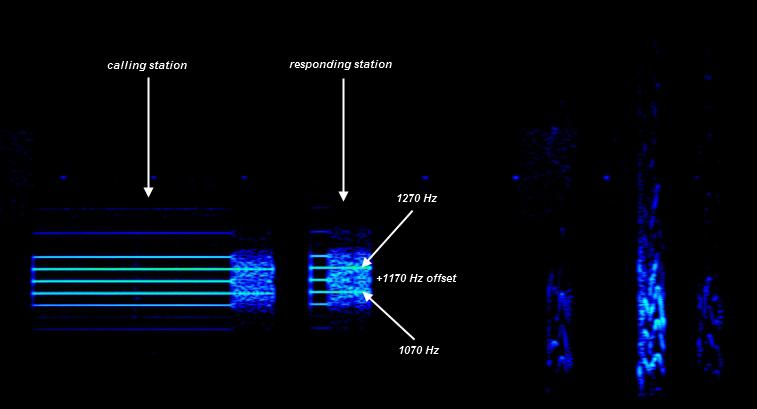 calling station
responding station
1270 Hz
+1170 Hz offset
1070 Hz